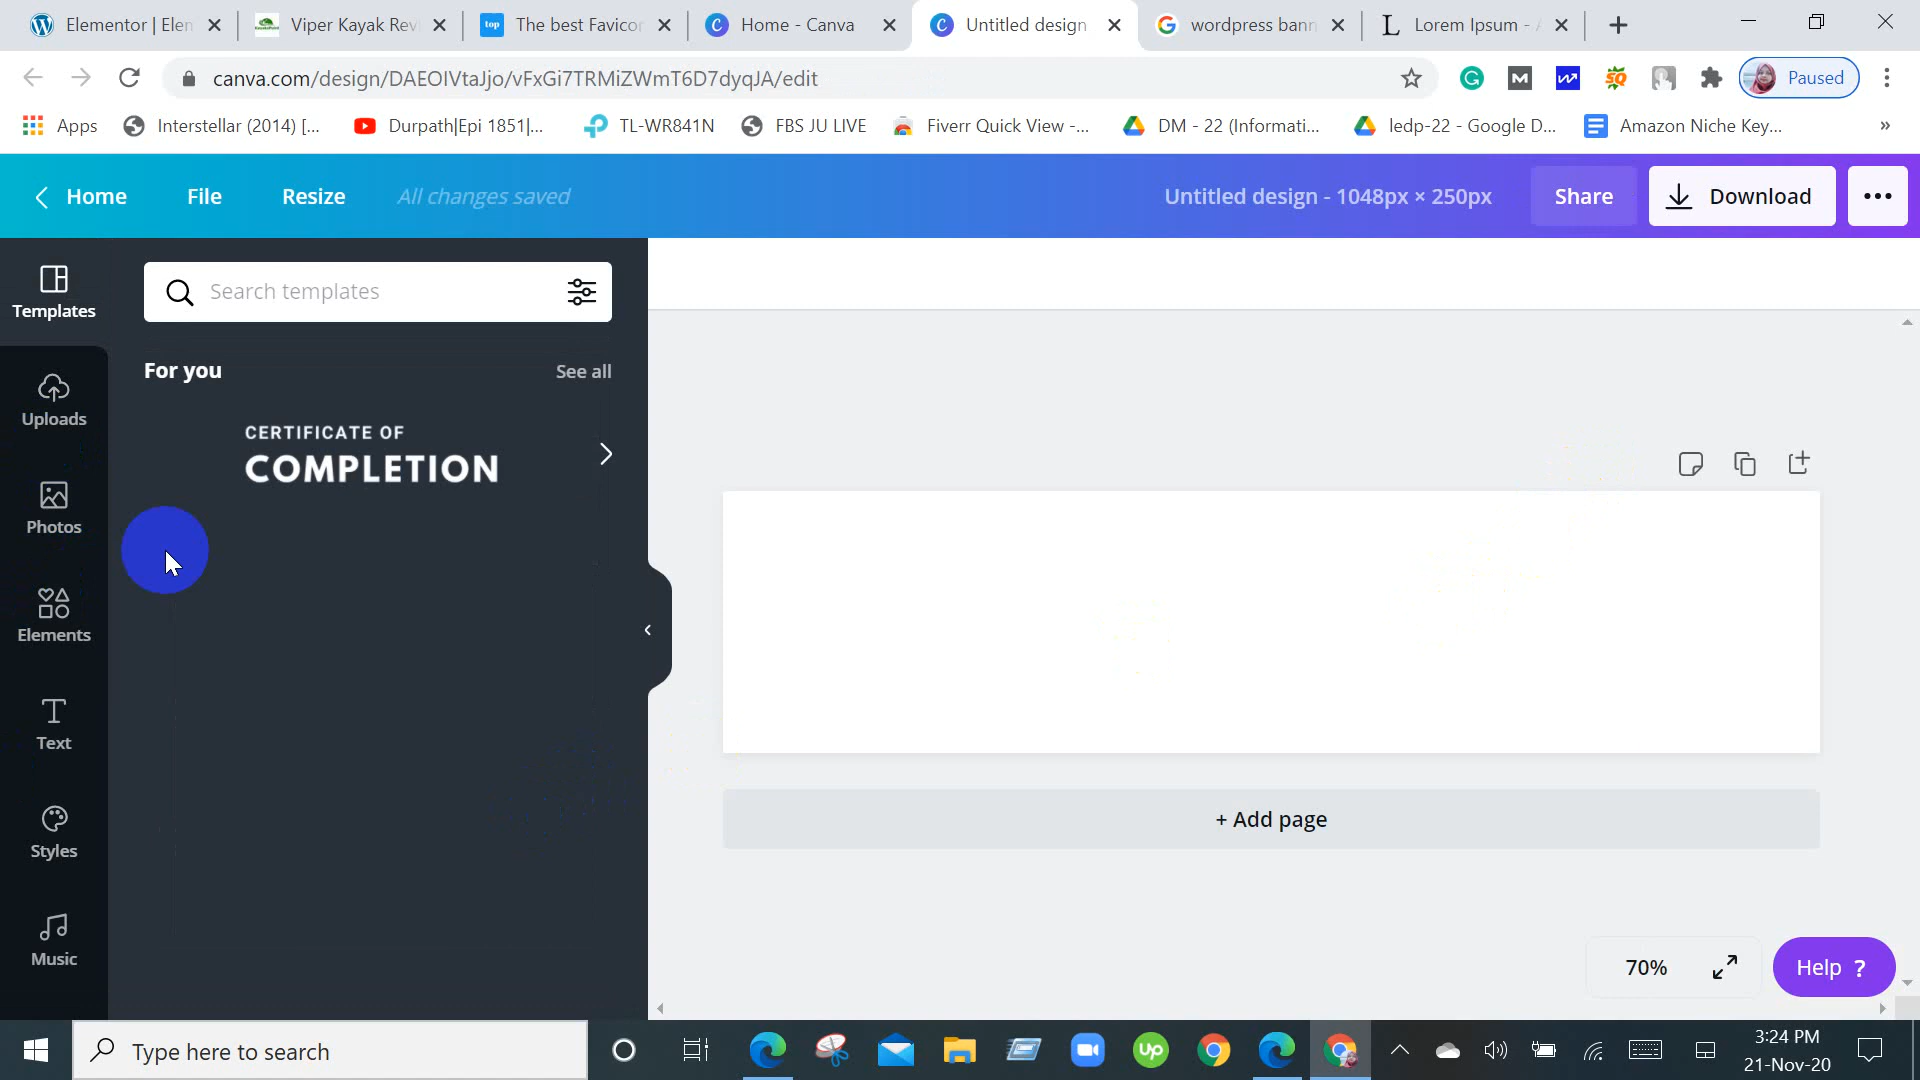 Elementor | Elen
Viper Kayak Rev
top
The best Favicor
Home - Canva
Untitled design
wordpress bann
Lorem Ipsum - A
canva.com/design/DAEOIVtaJjo/vFxGi7TRMiZWmT6D7dyqJA/edit
Paused
Apps
Interstellar (2014) [...
Durpath|Epi 1851|...
TL-WR841N
FBS JU LIVE
Fiverr Quick View -...
DM - 22 (Informati...
ledp-22 - Google D...
Amazon Niche Key...
»
Home
File
Resize
All changes saved
Untitled design - 1048px × 250px
Share
Download
Templates
Search templates
For you
See all
CERTIFICATE OF
COMPLETION
Uploads
Photos
Elements
Text
Styles
Music
+ Add page
70%
Help ?
Type here to search
up
3:24 PM
21-Nov-20